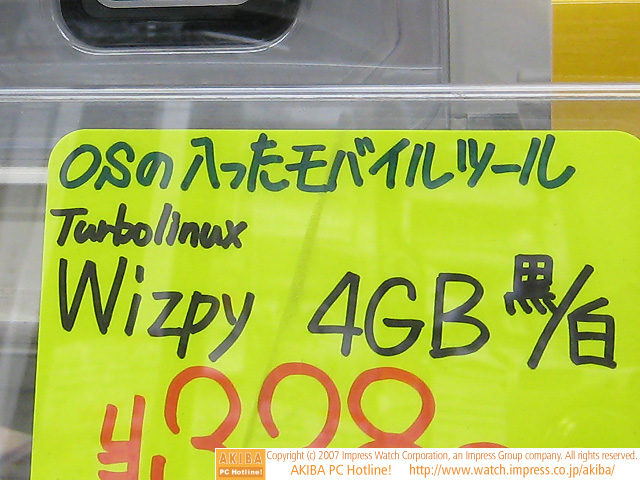 OSの入ったモバイルツール
Turbolinux
Wizpy 4GB 黒/白
AKIBA PC Hotline!
Copyright (c) 2007 Impress Watch Corporation, an Impress Group company. All rights reserved.
AKIBA PC Hotline! http://www.watch.impress.co.jp/akiba/